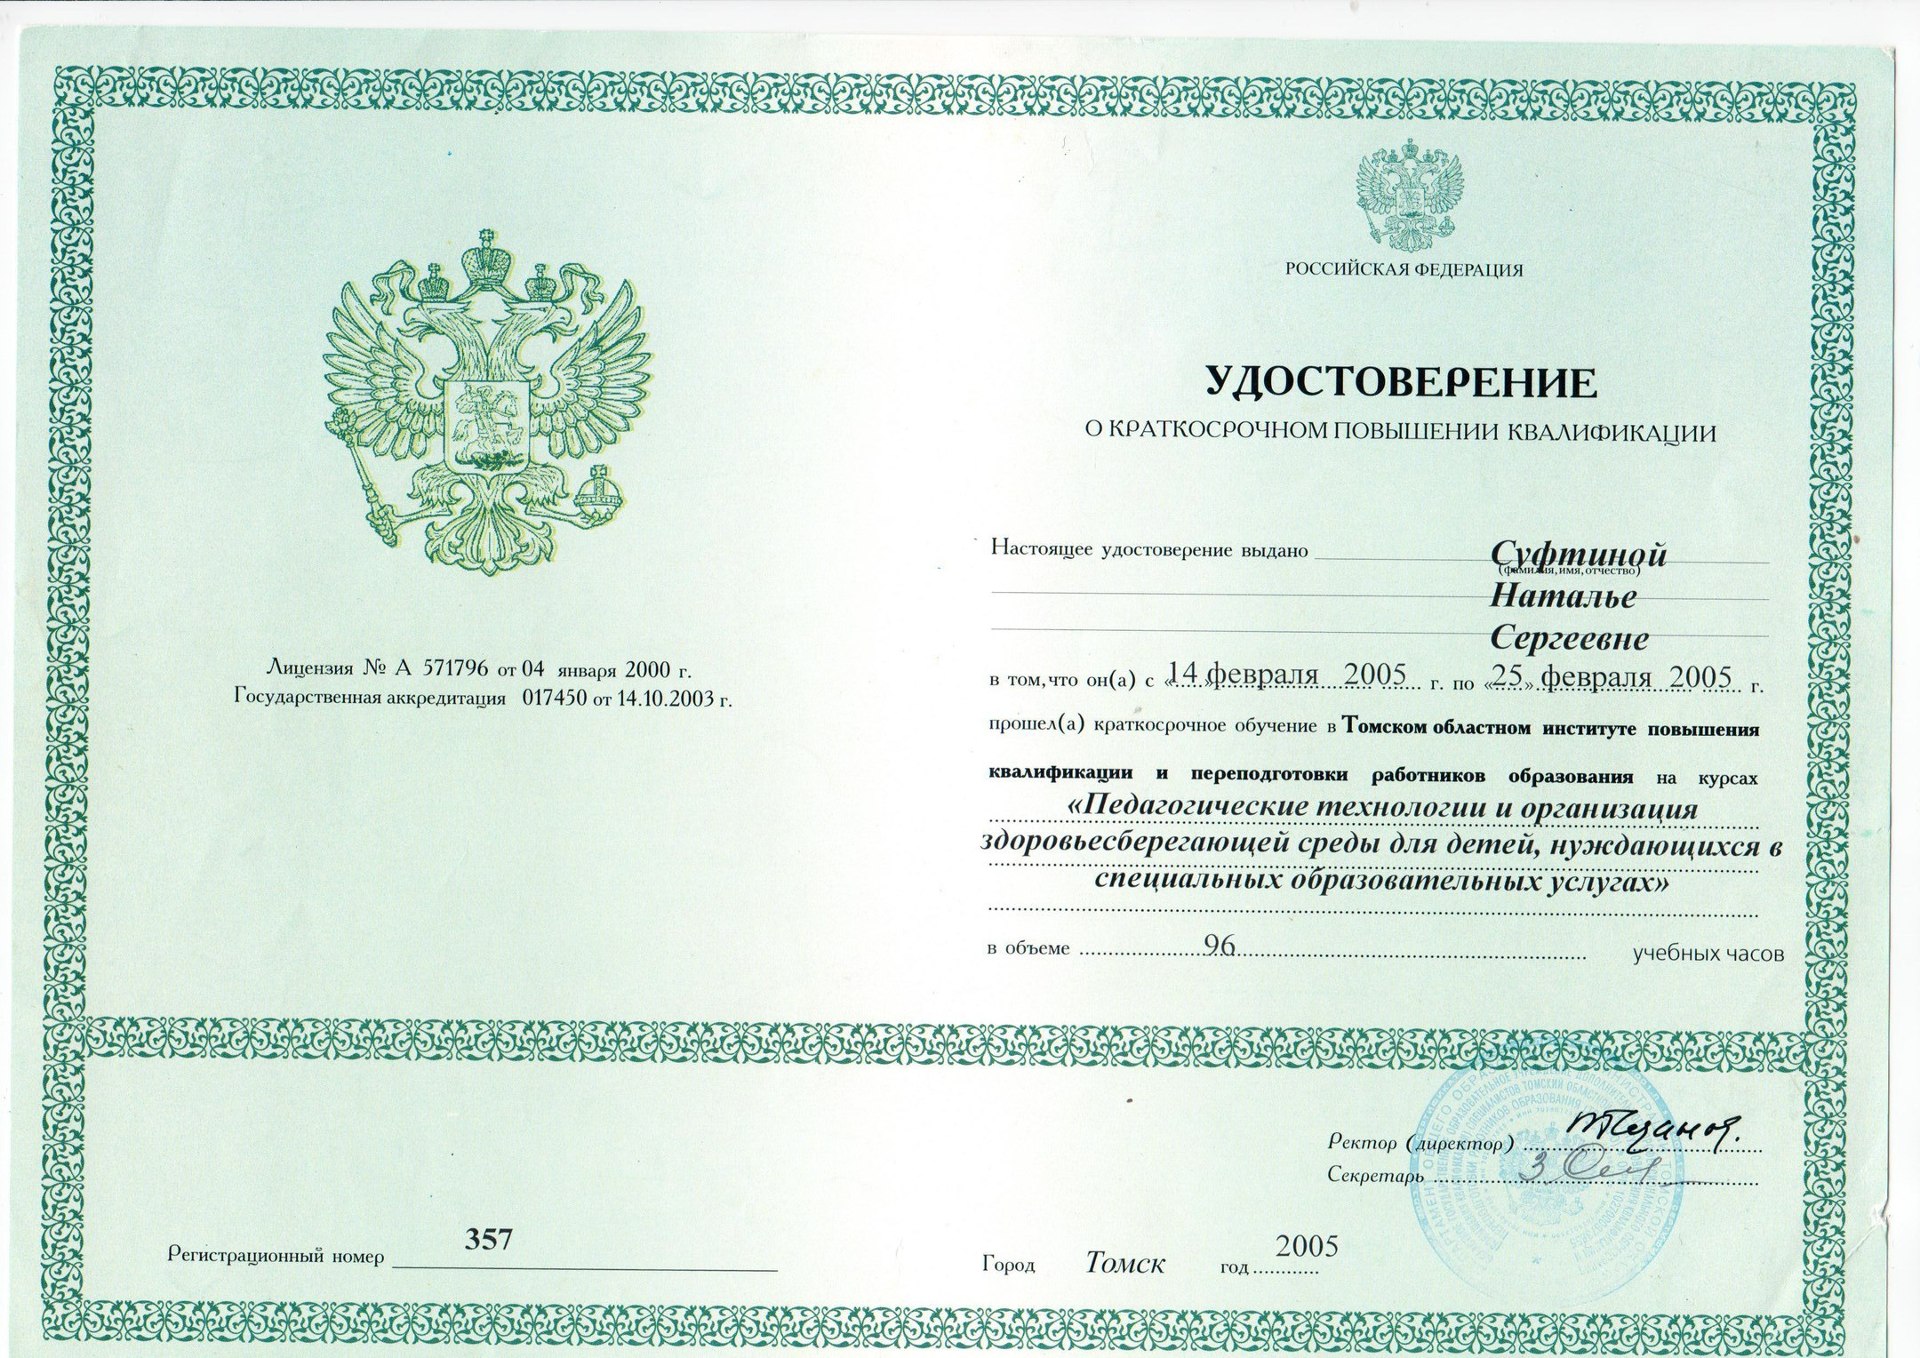 Лицензия № А 571796 от 04 января 2000 г.
Государственная аккредитация 017450 от 14.10.2003 г.
Регистрационный номер 357
РОССИЙСКАЯ ФЕДЕРАЦИЯ
УДОСТОВЕРЕНИЕ
О КРАТКОСРОЧНОМ ПОВЫШЕНИИ КВАЛИФИКАЦИИ
Настоящее удостоверение выдано Суфтиной
(фамилия, имя, отчество)
Наталье
Сергеевне
в том, что он(а) с «14» февраля 2005 г. по «25» февраля 2005 г.
прошел(а) краткосрочное обучение в Томском областном институте повышения
квалификации и переподготовки работников образования на курсах
«Педагогические технологии и организация
здоровьесберегающей среды для детей, нуждающихся в
специальных образовательных услугах»
в объеме 96 учебных часов
Ректор (директор)
Секретарь
Город Томск год 2005